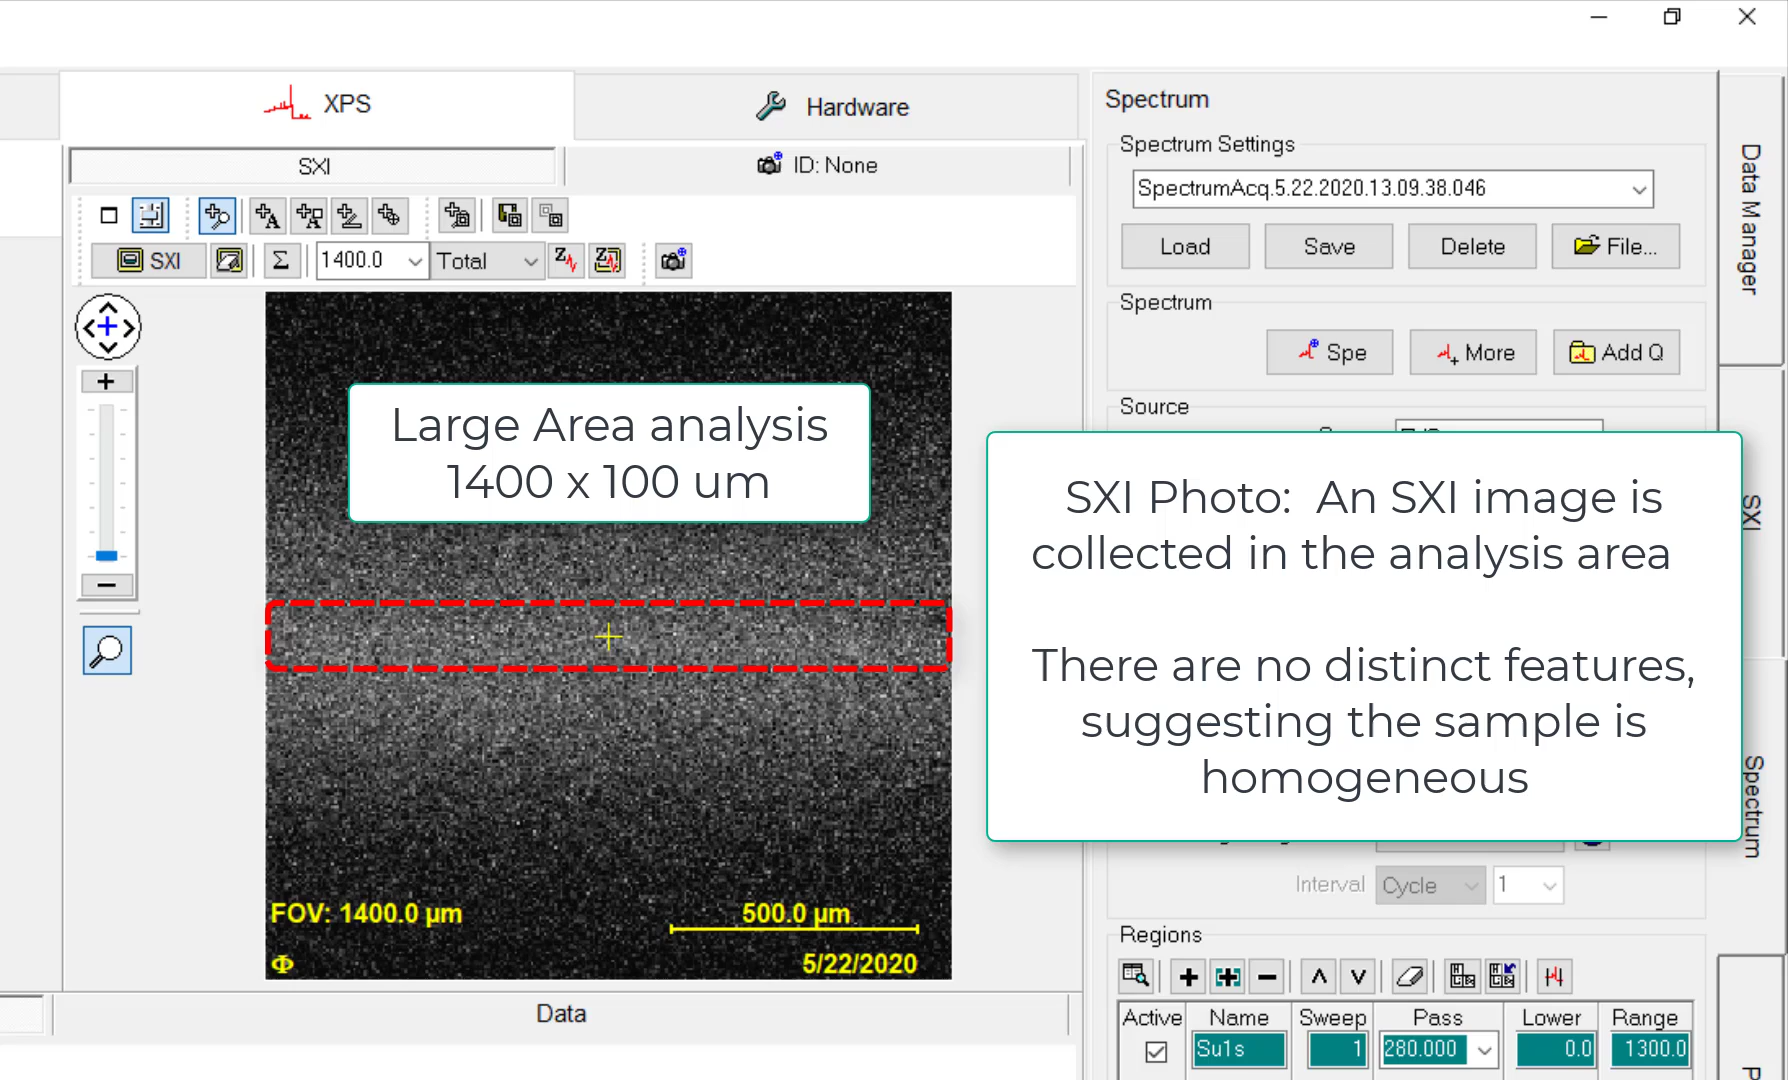 XPS
Hardware
SXI
ID: None
SXI
Σ
1400.0
Total
Large Area analysis
1400 x 100 um
FOV: 1400.0 µm
500.0 µm
Φ
5/22/2020
Data
Spectrum
Spectrum Settings
SpectrumAcq.5.22.2020.13.09.38.046
Load
Save
Delete
File...
Spectrum
Spe
More
Add Q
Source
SXI Photo: An SXI image is
collected in the analysis area
There are no distinct features,
suggesting the sample is
homogeneous
Interval
Cycle
1
Regions
Active
Name
Sweep
Pass
Lower
Range
Su1s
1
280.000
0.0
1300.0
Data Manager
SXI
Spectrum